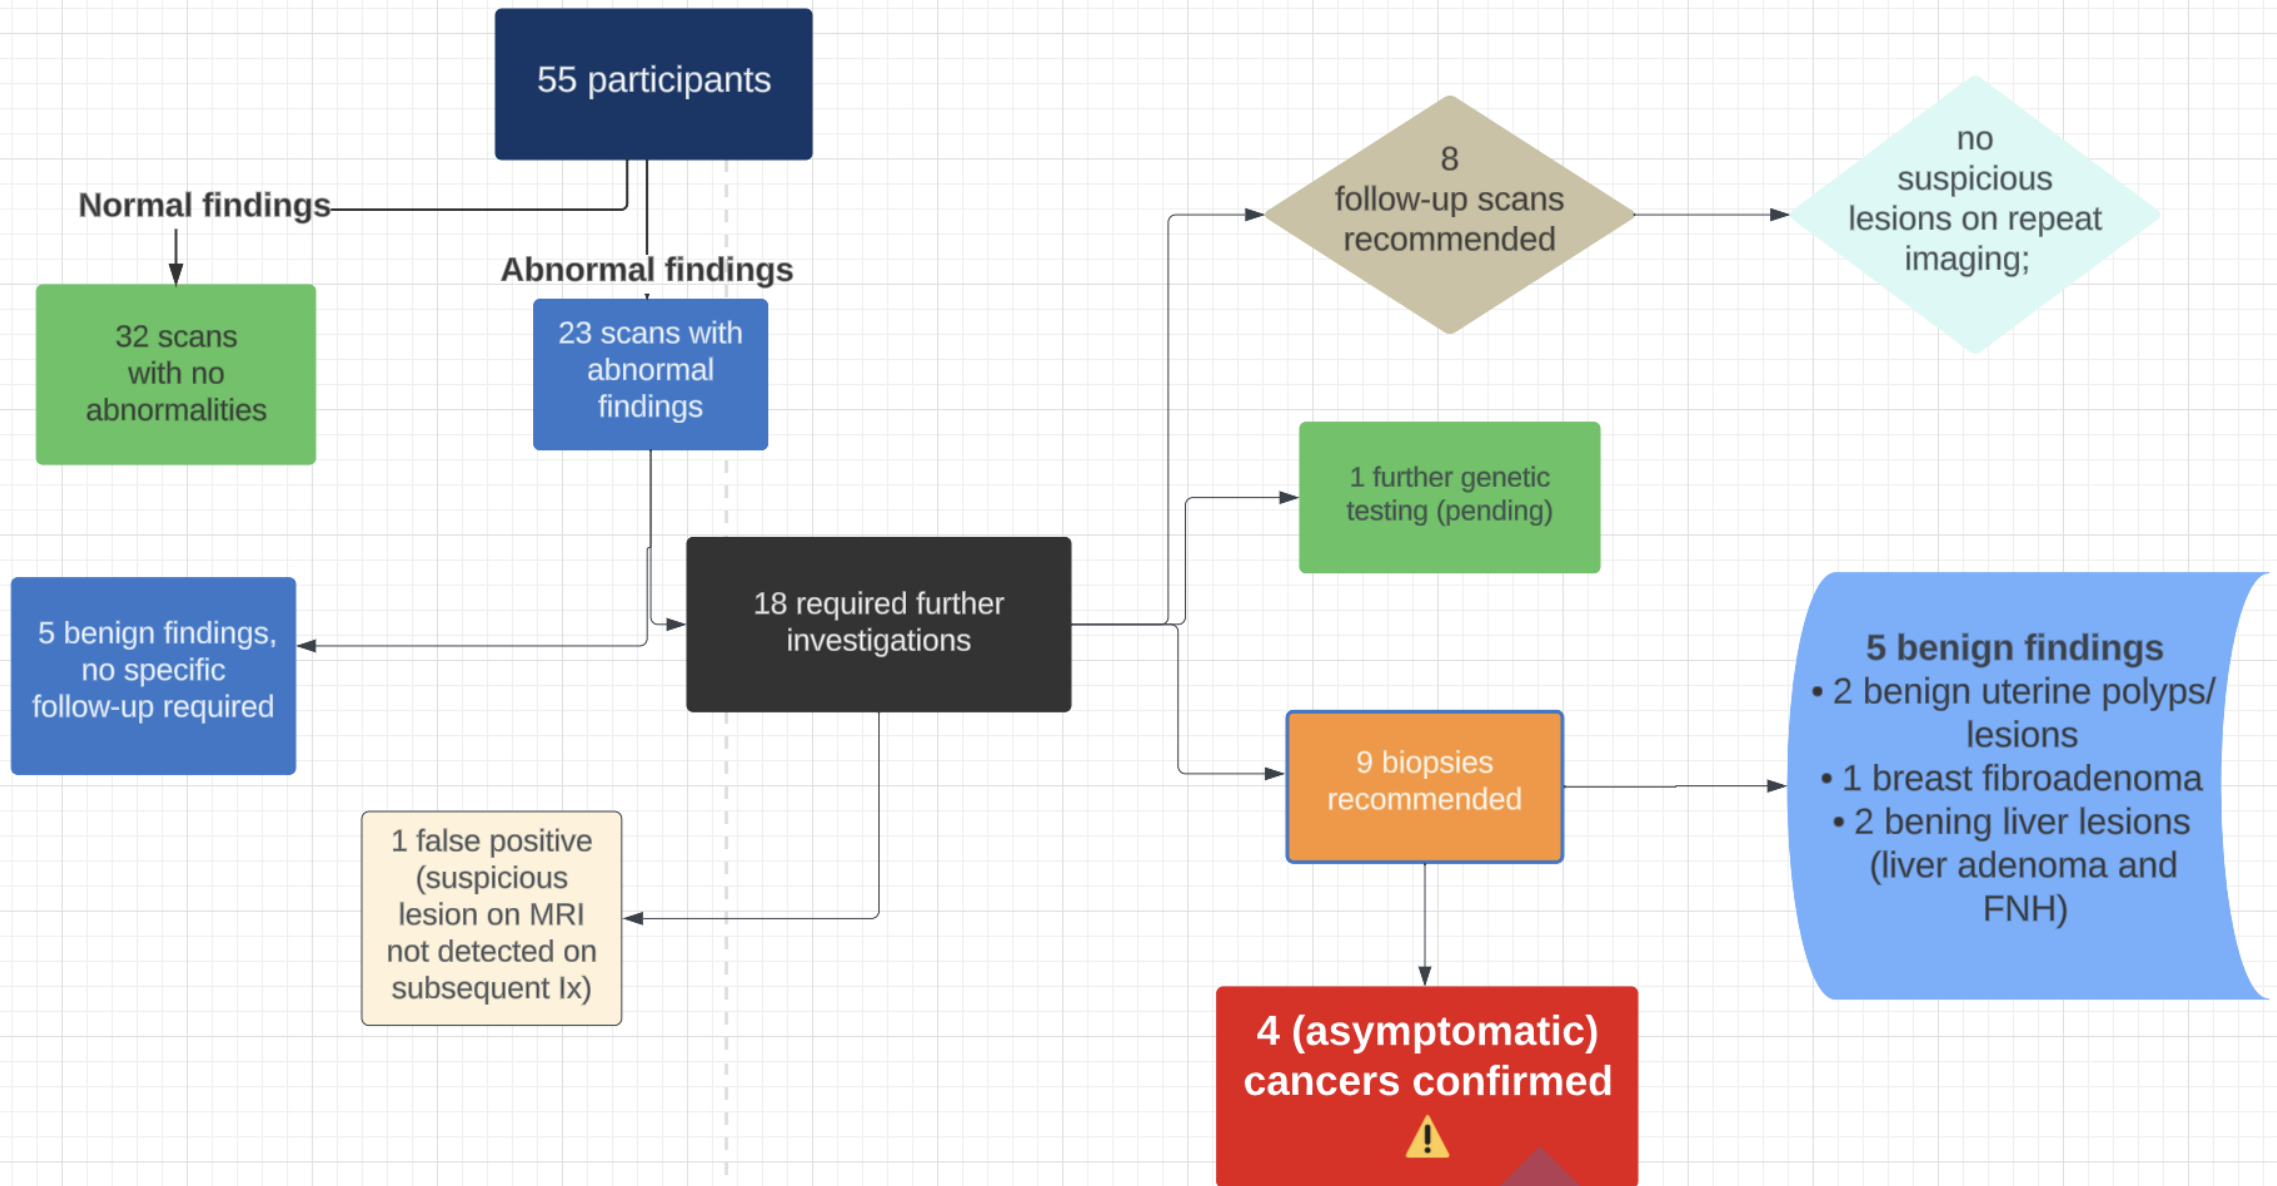 55 participants
Normal findings
Abnormal findings
32 scans
with no
abnormalities
23 scans with
abnormal
findings
8
follow-up scans
recommended
no
suspicious
lesions on repeat
imaging;
1 further genetic
testing (pending)
18 required further
investigations
5 benign findings,
no specific
follow-up required
1 false positive
(suspicious
lesion on MRI
not detected on
subsequent Ix)
9 biopsies
recommended
5 benign findings
• 2 benign uterine polyps/
lesions
• 1 breast fibroadenoma
• 2 bening liver lesions
(liver adenoma and
FNH)
4 (asymptomatic)
cancers confirmed